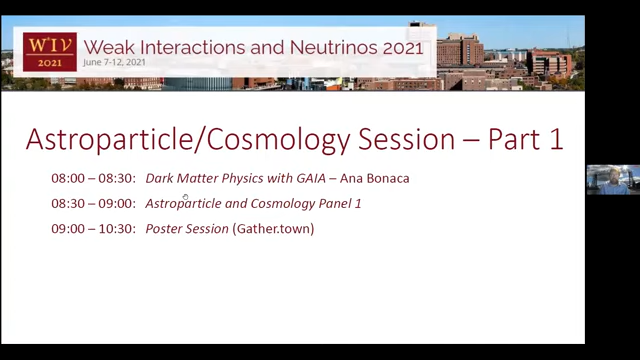 WIν
2021
Weak Interactions and Neutrinos 2021
June 7-12, 2021
Astroparticle/Cosmology Session – Part 1
08:00 – 08:30: Dark Matter Physics with GAIA – Ana Bonaca
08:30 – 09:00: Astroparticle and Cosmology Panel 1
09:00 – 10:30: Poster Session (Gather.town)